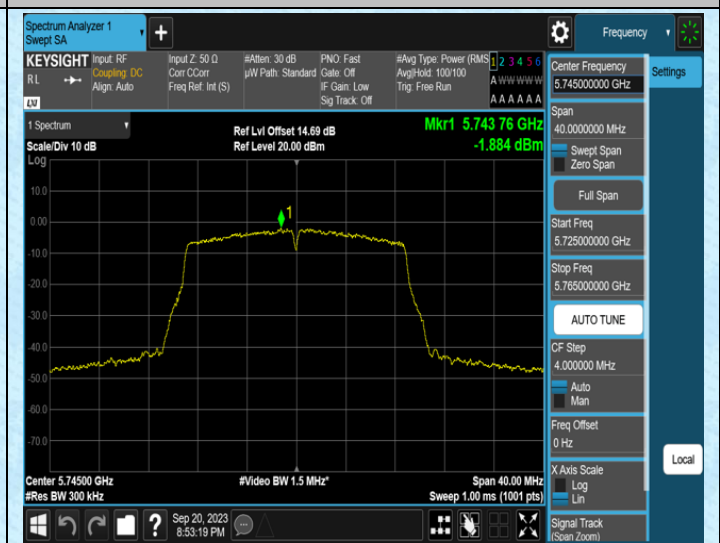 Spectrum Analyzer 1
Swept SA
+
Frequency
KEYSIGHT
RL
LXI
Input: RF
Coupling: DC
Align: Auto
Input Z: 50 Ω
Corr CCorr
Freq Ref: Int (S)
#Atten: 30 dB
µW Path: Standard
PNO: Fast
Gate: Off
IF Gain: Low
Sig Track: Off
#Avg Type: Power (RMS
Avg|Hold: 100/100
Trig: Free Run
1 2 3 4 5 6
A W W W W W
A A A A A A
Center Frequency
5.745000000 GHz
Settings
Span
40.0000000 MHz
Swept Span
Zero Span
Full Span
Start Freq
5.725000000 GHz
Stop Freq
5.765000000 GHz
AUTO TUNE
CF Step
4.000000 MHz
Auto
Man
Freq Offset
0 Hz
X Axis Scale
Log
Lin
Signal Track
(Span Zoom)
Local
1 Spectrum
Scale/Div 10 dB
Log
Ref Lvl Offset 14.69 dB
Ref Level 20.00 dBm
Mkr1 5.743 76 GHz
-1.884 dBm
1
10.0
0.00
-10.0
-20.0
-30.0
-40.0
-50.0
-60.0
-70.0
Center 5.74500 GHz
#Res BW 300 kHz
#Video BW 1.5 MHz*
Span 40.00 MHz
Sweep 1.00 ms (1001 pts)
?
Sep 20, 2023
8:53:19 PM